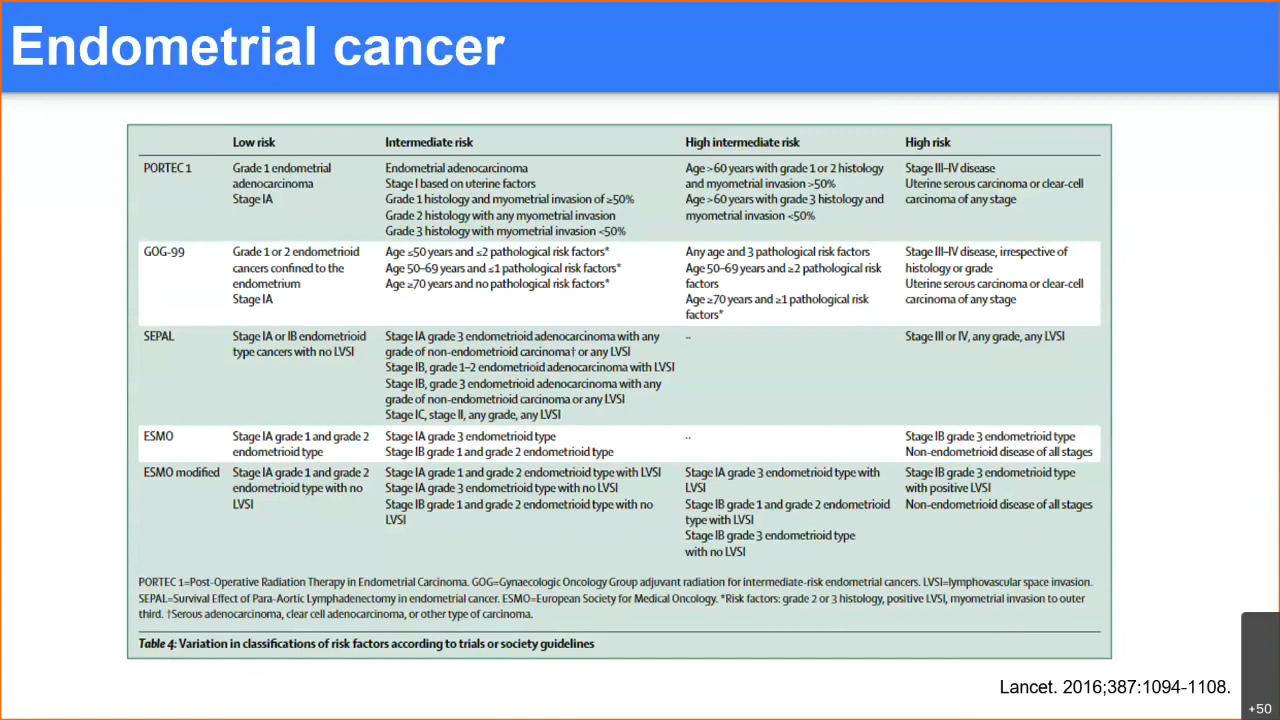 Endometrial cancer
Low risk
Intermediate risk
High intermediate risk
High risk
PORTEC 1
Grade 1 endometrial
adenocarcinoma
Stage IA
Endometrial adenocarcinoma
Stage I based on uterine factors
Grade 1 histology and myometrial invasion of ≥50%
Grade 2 histology with any myometrial invasion
Grade 3 histology with myometrial invasion <50%
Age >60 years with grade 1 or 2 histology
and myometrial invasion >50%
Age >60 years with grade 3 histology and
myometrial invasion <50%
Stage III–IV disease
Uterine serous carcinoma or clear-cell
carcinoma of any stage
GOG-99
Grade 1 or 2 endometrioid
cancers confined to the
endometrium
Stage IA
Age ≤50 years and ≤2 pathological risk factors*
Age 50–69 years and ≤1 pathological risk factors*
Age ≥70 years and no pathological risk factors*
Any age and 3 pathological risk factors
Age 50–69 years and ≥2 pathological risk
factors
Age ≥70 years and ≥1 pathological risk
factors*
Stage III–IV disease, irrespective of
histology or grade
Uterine serous carcinoma or clear-cell
carcinoma of any stage
SEPAL
Stage IA or IB endometrioid
type cancers with no LVSI
Stage IA grade 3 endometrioid adenocarcinoma with any
grade of non-endometrioid carcinoma† or any LVSI
Stage IB, grade 1–2 endometrioid adenocarcinoma with LVSI
Stage IB, grade 3 endometrioid adenocarcinoma with any
grade of non-endometrioid carcinoma or any LVSI
Stage IC, stage II, any grade, any LVSI
..
Stage III or IV, any grade, any LVSI
ESMO
Stage IA grade 1 and grade 2
endometrioid type
Stage IA grade 3 endometrioid type
Stage IB grade 1 and grade 2 endometrioid type
..
Stage IB grade 3 endometrioid type
Non-endometrioid disease of all stages
ESMO modified
Stage IA grade 1 and grade 2
endometrioid type with no
LVSI
Stage IA grade 1 and grade 2 endometrioid type with LVSI
Stage IA grade 3 endometrioid type with no LVSI
Stage IB grade 1 and grade 2 endometrioid type with no
LVSI
Stage IA grade 3 endometrioid type with
LVSI
Stage IB grade 1 and grade 2 endometrioid
type with LVSI
Stage IB grade 3 endometrioid type
with no LVSI
Stage IB grade 3 endometrioid type
with positive LVSI
Non-endometrioid disease of all stages
PORTEC 1=Post-Operative Radiation Therapy in Endometrial Carcinoma. GOG=Gynaecologic Oncology Group adjuvant radiation for intermediate-risk endometrial cancers. LVSI=lymphovascular space invasion.
SEPAL=Survival Effect of Para-Aortic Lymphadenectomy in endometrial cancer. ESMO=European Society for Medical Oncology. *Risk factors: grade 2 or 3 histology, positive LVSI, myometrial invasion to outer
third. †Serous adenocarcinoma, clear cell adenocarcinoma, or other type of carcinoma.
Table 4: Variation in classifications of risk factors according to trials or society guidelines
Lancet. 2016;387:1094-1108.
+50